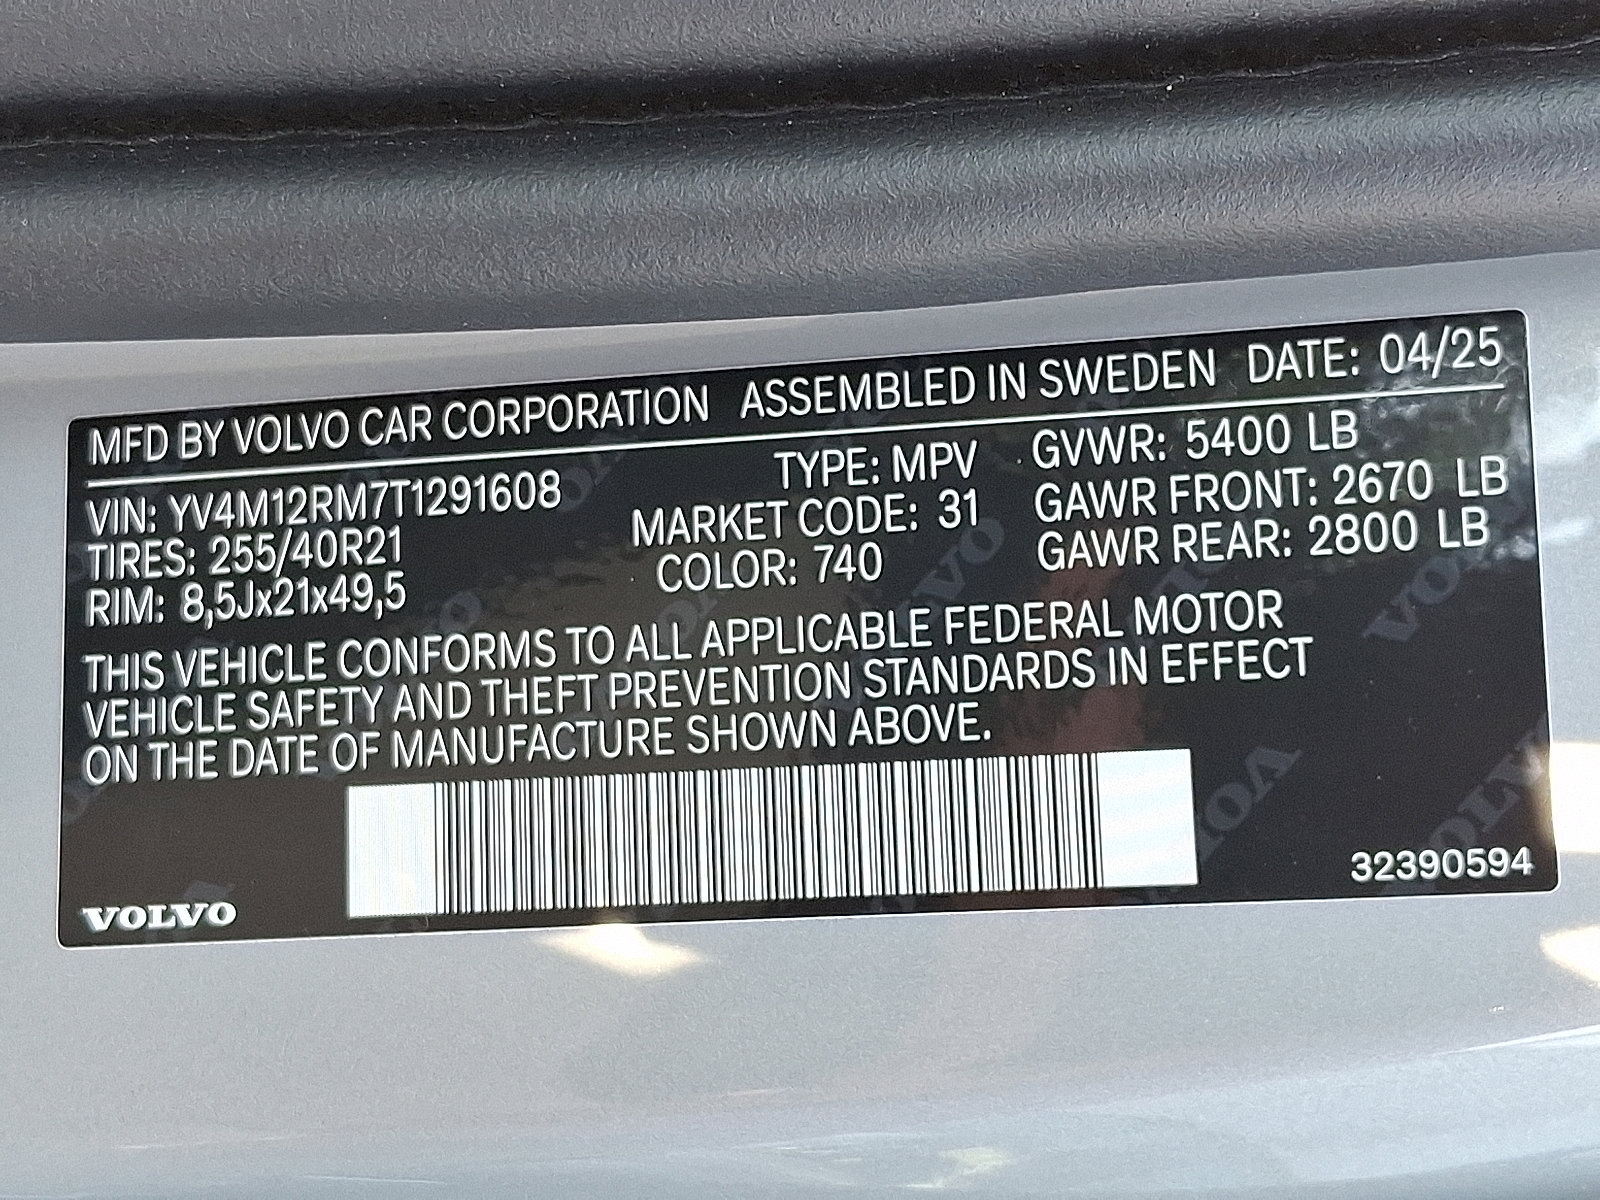 MFD BY VOLVO CAR CORPORATION ASSEMBLED IN SWEDEN DATE: 04/25
VIN: YV4M12RM7T1291608 TYPE: MPV GVWR: 5400 LB
TIRES: 255/40R21 MARKET CODE: 31 GAWR FRONT: 2670 LB
RIM: 8,5Jx21x49,5 COLOR: 740 GAWR REAR: 2800 LB
THIS VEHICLE CONFORMS TO ALL APPLICABLE FEDERAL MOTOR
VEHICLE SAFETY AND THEFT PREVENTION STANDARDS IN EFFECT
ON THE DATE OF MANUFACTURE SHOWN ABOVE.
VOLVO 32390594